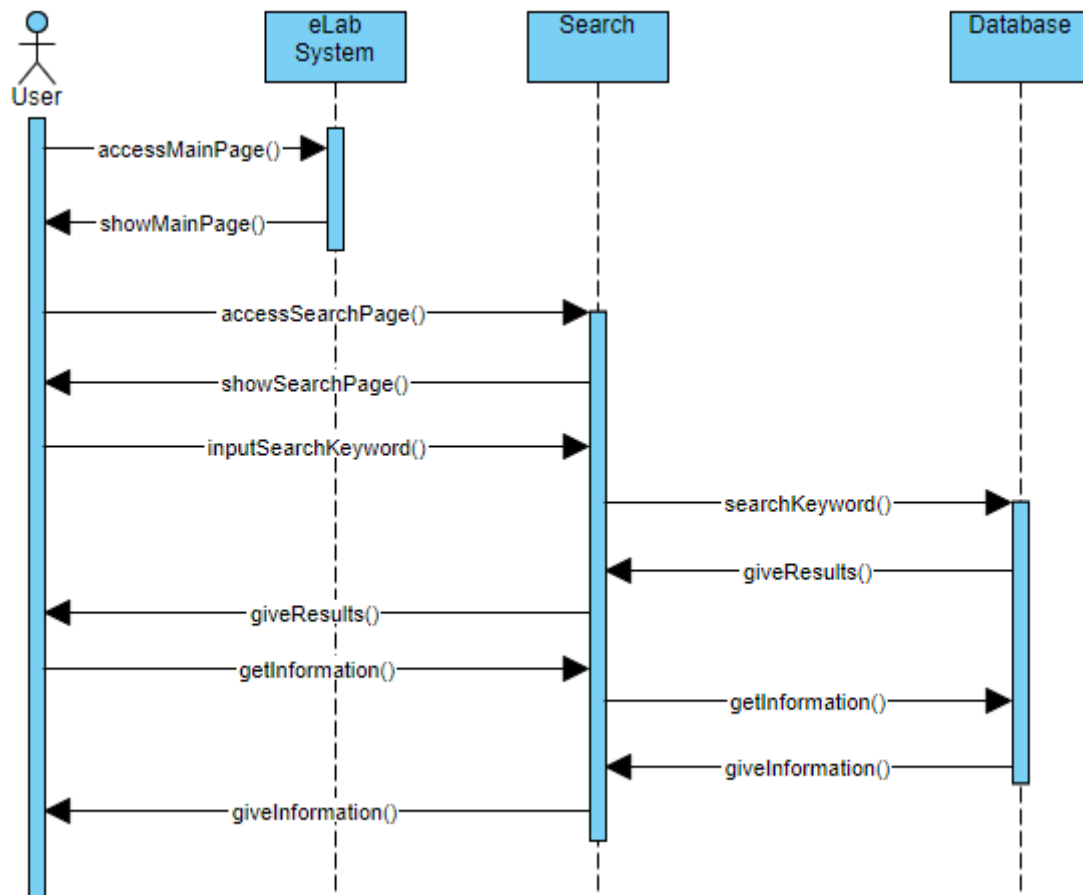 eLab
System
Search
Database
User
accessMainPage()
showMainPage()
accessSearchPage()
showSearchPage()
inputSearchKeyword()
searchKeyword()
giveResults()
giveResults()
getInformation()
getInformation()
giveInformation()
giveInformation()